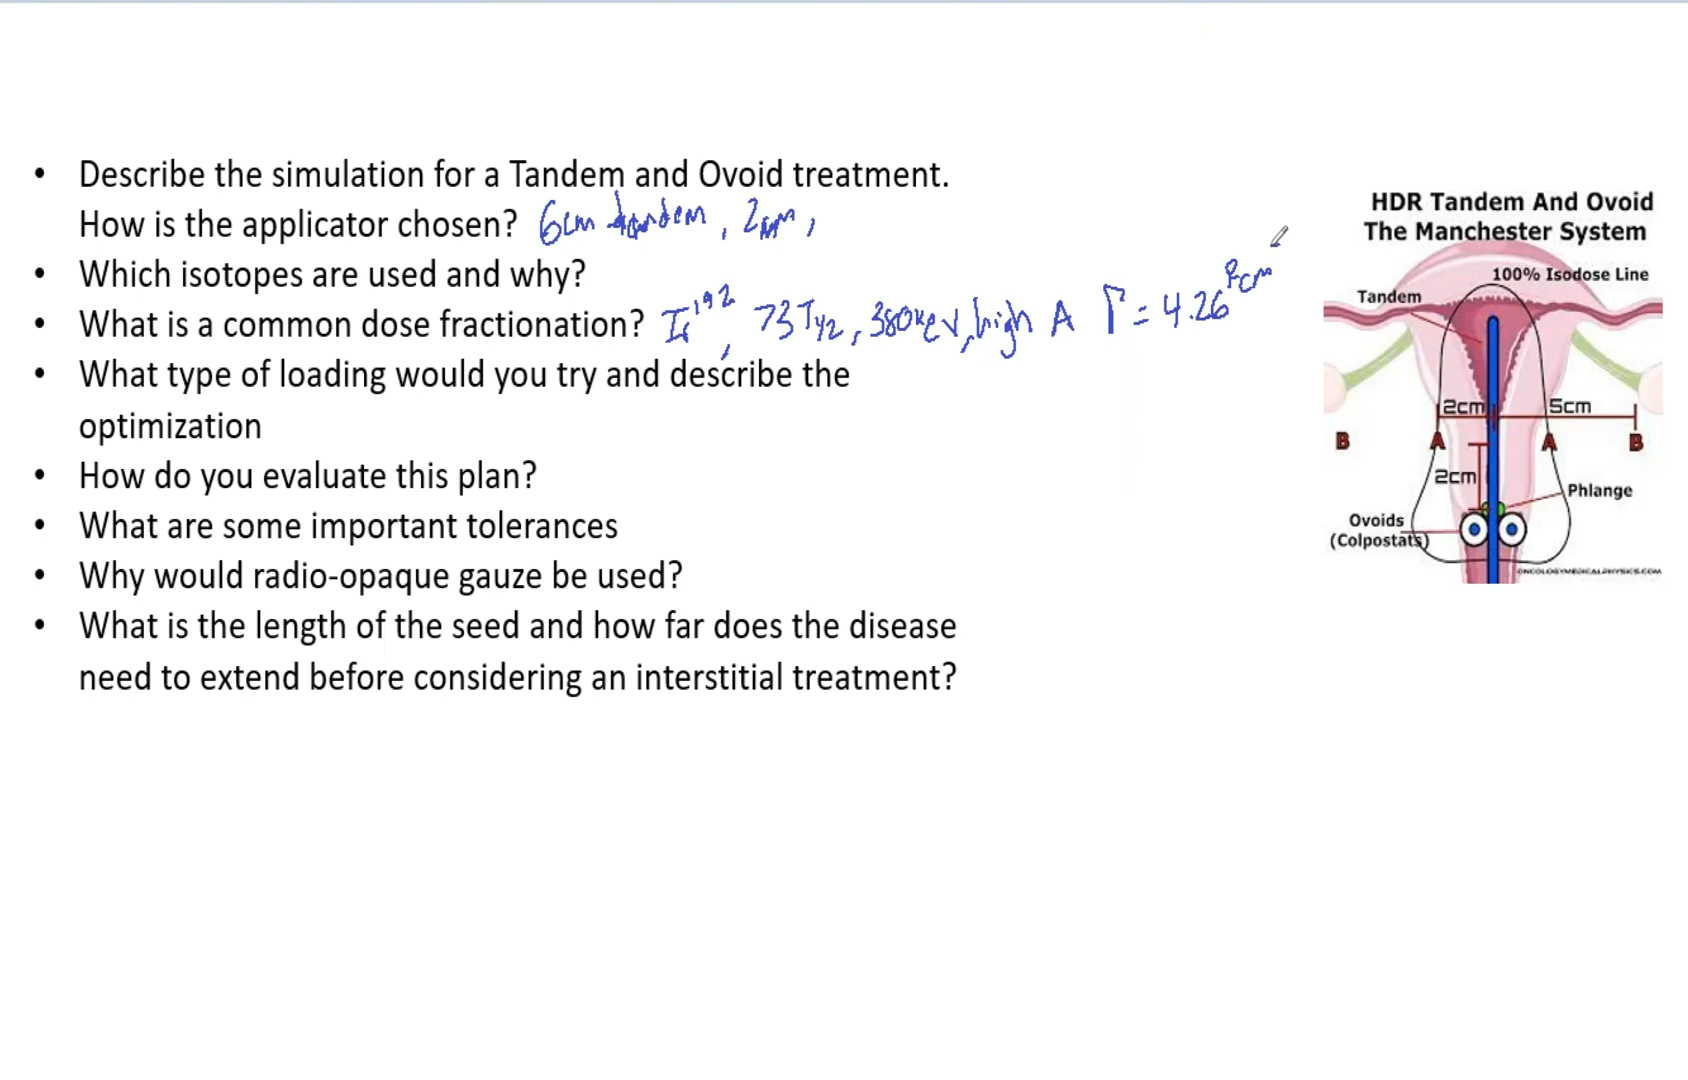 • Describe the simulation for a Tandem and Ovoid treatment.
How is the applicator chosen? 6cm tandem, 2cm,
• Which isotopes are used and why?
• What is a common dose fractionation? Ir192, 73 T1/2, 380keV, high A Γ = 4.26
• What type of loading would you try and describe the
optimization
• How do you evaluate this plan?
• What are some important tolerances
• Why would radio-opaque gauze be used?
• What is the length of the seed and how far does the disease
need to extend before considering an interstitial treatment?
HDR Tandem And Ovoid
The Manchester System
100% Isodose Line
Tandem
2cm 5cm
B A A B
2cm
Phlange
Ovoids
(Colpostats)
ONCOLOGYMEDICALPHYSICS.COM